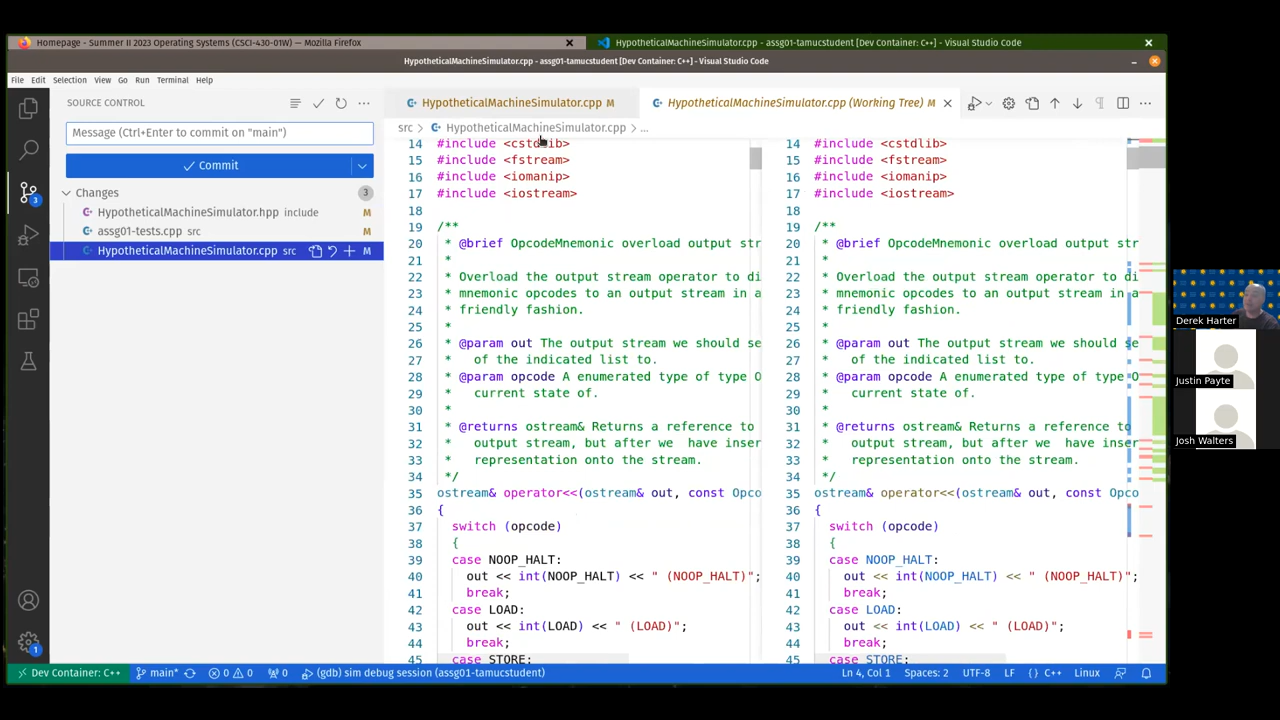 Homepage - Summer II 2023 Operating Systems (CSCI-430-01W) — Mozilla Firefox
HypotheticalMachineSimulator.cpp - assg01-tamucstudent [Dev Container: C++] - Visual Studio Code
HypotheticalMachineSimulator.cpp - assg01-tamucstudent [Dev Container: C++] - Visual Studio Code
File Edit Selection View Go Run Terminal Help
SOURCE CONTROL
Message (Ctrl+Enter to commit on "main")
Commit
Changes 3
HypotheticalMachineSimulator.hpp include M
assg01-tests.cpp src M
HypotheticalMachineSimulator.cpp src M
3
1
HypotheticalMachineSimulator.cpp M
HypotheticalMachineSimulator.cpp (Working Tree) M
src > HypotheticalMachineSimulator.cpp > ...
14 #include <cstdlib>
15 #include <fstream>
16 #include <iomanip>
17 #include <iostream>
18
19 /**
20 * @brief OpcodeMnemonic overload output str
21 *
22 * Overload the output stream operator to di
23 * mnemonic opcodes to an output stream in a
24 * friendly fashion.
25 *
26 * @param out The output stream we should se
27 * of the indicated list to.
28 * @param opcode A enumerated type of type O
29 * current state of.
30 *
31 * @returns ostream& Returns a reference to
32 * output stream, but after we have inser
33 * representation onto the stream.
34 */
35 ostream& operator<<(ostream& out, const Opco
36 {
37 switch (opcode)
38 {
39 case NOOP_HALT:
40 out << int(NOOP_HALT) << " (NOOP_HALT)";
41 break;
42 case LOAD:
43 out << int(LOAD) << " (LOAD)";
44 break;
45 case STORE:
14 #include <cstdlib>
15 #include <fstream>
16 #include <iomanip>
17 #include <iostream>
18
19 /**
20 * @brief OpcodeMnemonic overload output str
21 *
22 * Overload the output stream operator to di
23 * mnemonic opcodes to an output stream in a
24 * friendly fashion.
25 *
26 * @param out The output stream we should se
27 * of the indicated list to.
28 * @param opcode A enumerated type of type O
29 * current state of.
30 *
31 * @returns ostream& Returns a reference to
32 * output stream, but after we have inser
33 * representation onto the stream.
34 */
35 ostream& operator<<(ostream& out, const Opco
36 {
37 switch (opcode)
38 {
39 case NOOP_HALT:
40 out << int(NOOP_HALT) << " (NOOP_HALT)";
41 break;
42 case LOAD:
43 out << int(LOAD) << " (LOAD)";
44 break;
45 case STORE:
Derek Harter
Justin Payte
Josh Walters
Dev Container: C++ main* 0 0 0 (gdb) sim debug session (assg01-tamucstudent) Ln 4, Col 1 Spaces: 2 UTF-8 LF {} C++ Linux